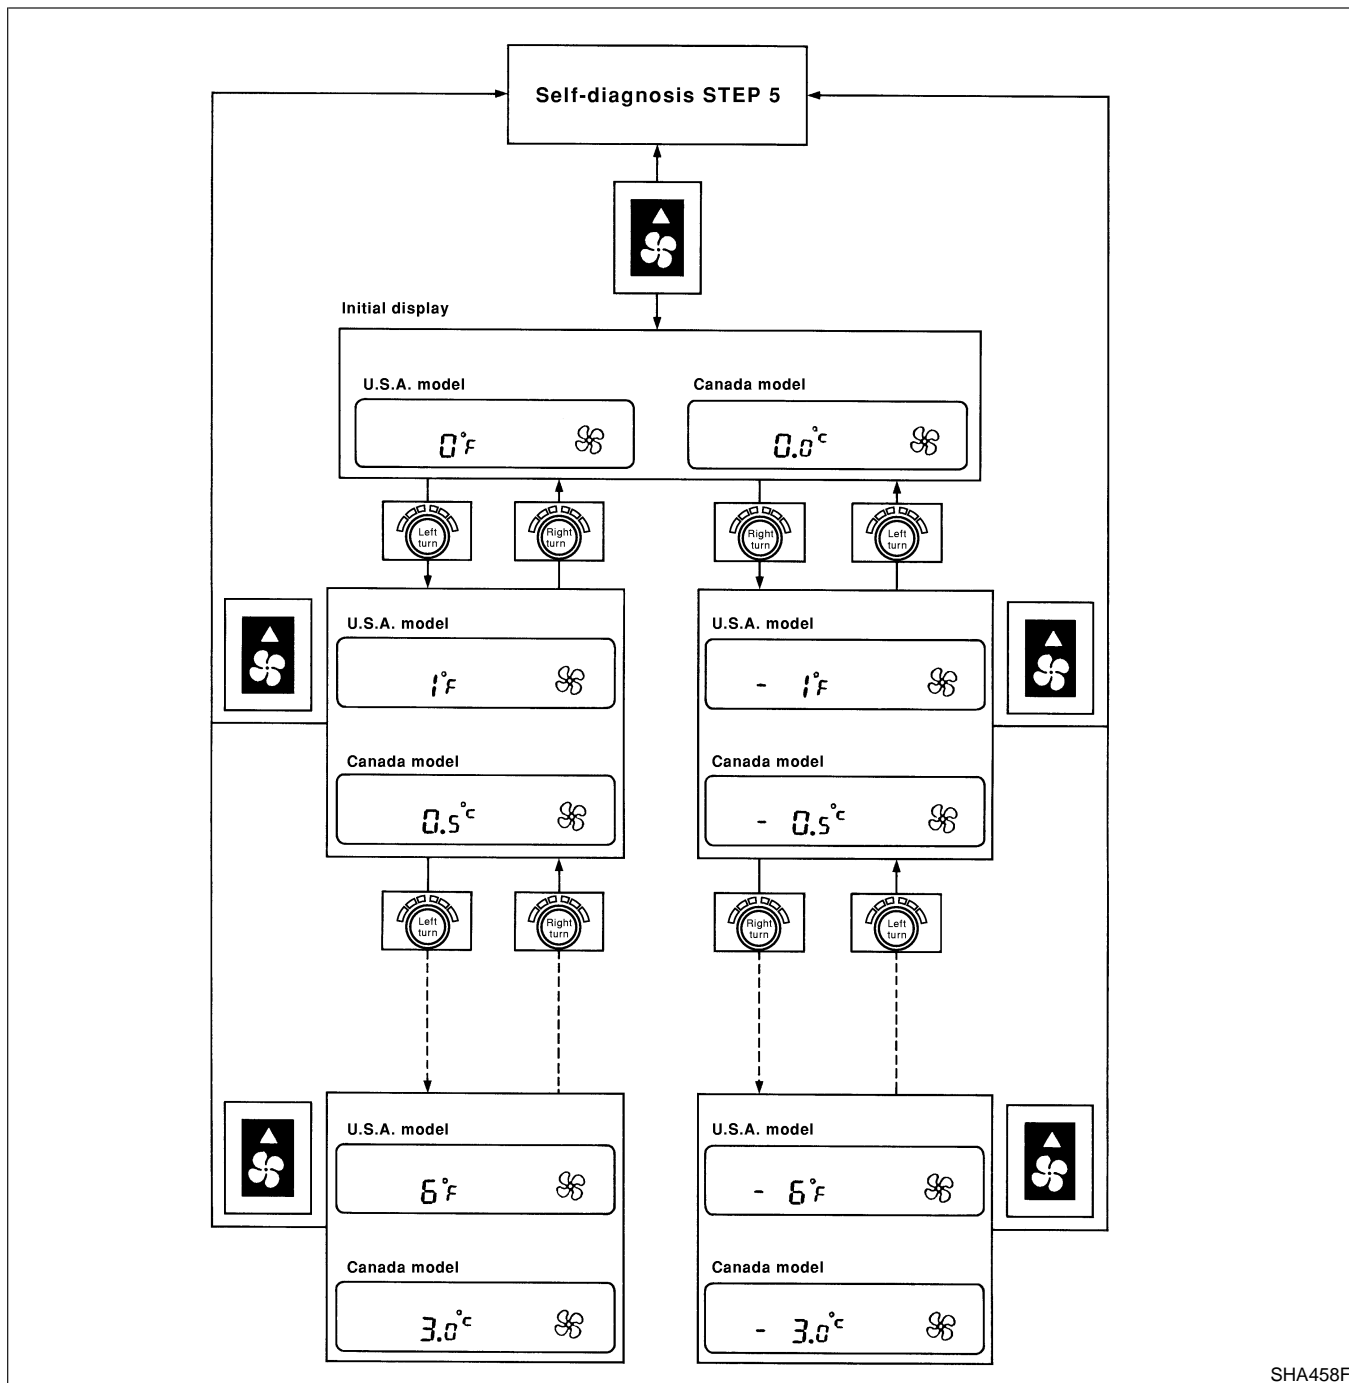 Self-diagnosis STEP 5
Initial display
U.S.A. model
Canada model
0°F
0.0°C
Left
turn
Right
turn
Right
turn
Left
turn
U.S.A. model
1°F
Canada model
0.5°C
U.S.A. model
- 1°F
Canada model
- 0.5°C
Left
turn
Right
turn
Right
turn
Left
turn
U.S.A. model
6°F
Canada model
3.0°C
U.S.A. model
- 6°F
Canada model
- 3.0°C
SHA458F